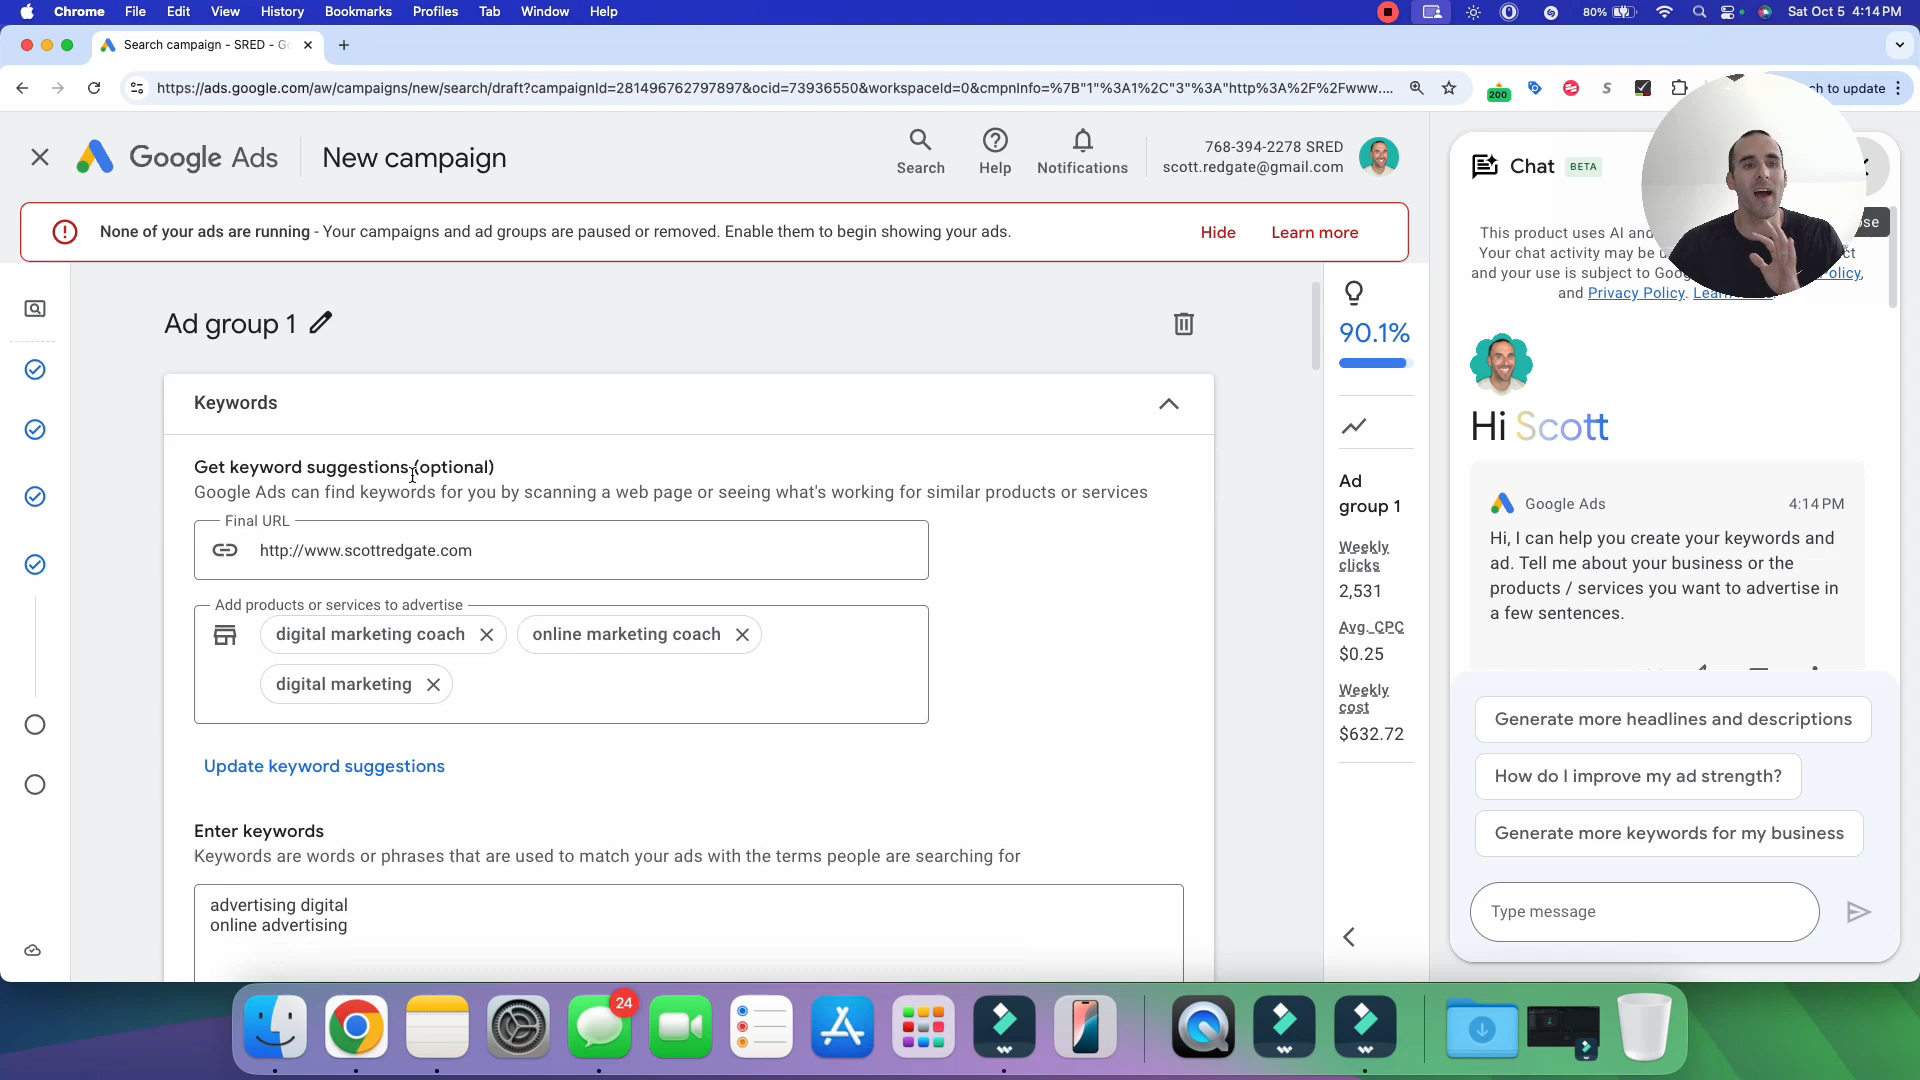 Chrome File Edit View History Bookmarks Profiles Tab Window Help
80% Sat Oct 5 4:14 PM
Search campaign - SRED - G
https://ads.google.com/aw/campaigns/new/search/draft?campaignId=281496762797897&ocid=73936550&workspaceId=0&cmpnInfo=%7B"1"%3A1%2C"3"%3A"http%3A%2F%2Fwww....
200
ch to update
Google Ads
New campaign
Search
Help
Notifications
768-394-2278 SRED
scott.redgate@gmail.com
None of your ads are running - Your campaigns and ad groups are paused or removed. Enable them to begin showing your ads.
Hide
Learn more
Ad group 1
Keywords
Get keyword suggestions (optional)
Google Ads can find keywords for you by scanning a web page or seeing what's working for similar products or services
Final URL
http://www.scottredgate.com
Add products or services to advertise
digital marketing coach
online marketing coach
digital marketing
Update keyword suggestions
Enter keywords
Keywords are words or phrases that are used to match your ads with the terms people are searching for
advertising digital
online advertising
90.1%
Ad
group 1
Weekly
clicks
2,531
Avg. CPC
$0.25
Weekly
cost
$632.72
Chat BETA
This product uses AI and
Your chat activity may be
and your use is subject to
olicy,
and Privacy Policy.
Hi Scott
Google Ads
4:14 PM
Hi, I can help you create your keywords and
ad. Tell me about your business or the
products / services you want to advertise in
a few sentences.
Generate more headlines and descriptions
How do I improve my ad strength?
Generate more keywords for my business
Type message
24